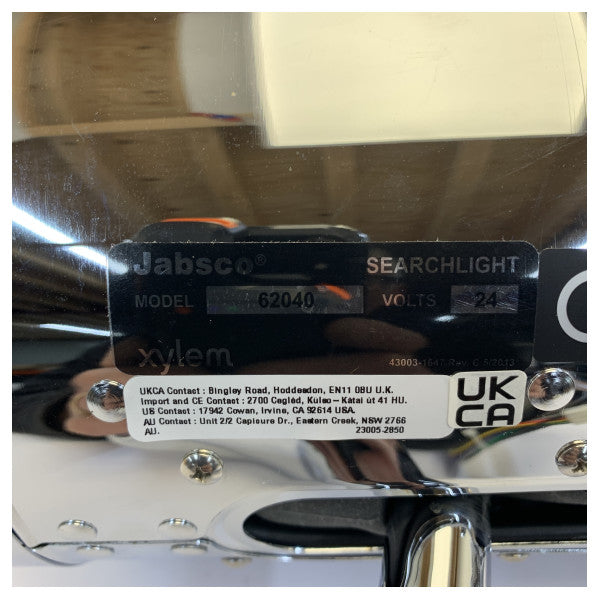 Jabsco® SEARCHLIGHT
MODEL 62040 VOLTS 24
xylem 43003-1647 Rev. C 5/2013
UKCA Contact : Bingley Road, Hoddesdon, EN11 0BU U.K.
Import and CE Contact : 2700 Cegléd, Kulso – Katai út 41 HU.
US Contact : 17942 Cowan, Irvine, CA 92614 USA.
AU Contact : Unit 2/2 Capicure Dr., Eastern Creek, NSW 2766
AU. 23005-2850
UK
CA